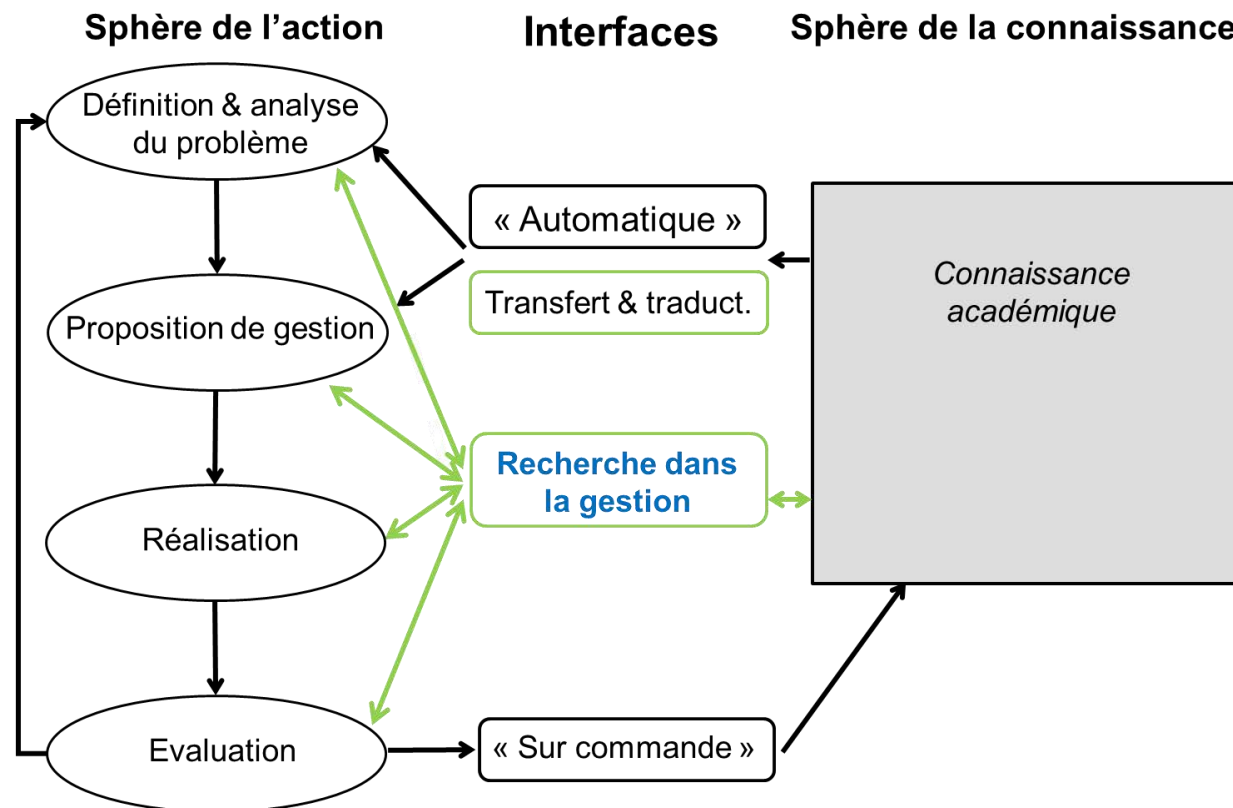 Sphère de l’action
Interfaces
Sphère de la connaissance
Définition & analyse
du problème
« Automatique »
Transfert & traduct.
Connaissance
académique
Proposition de gestion
Recherche dans
la gestion
Réalisation
Evaluation
« Sur commande »